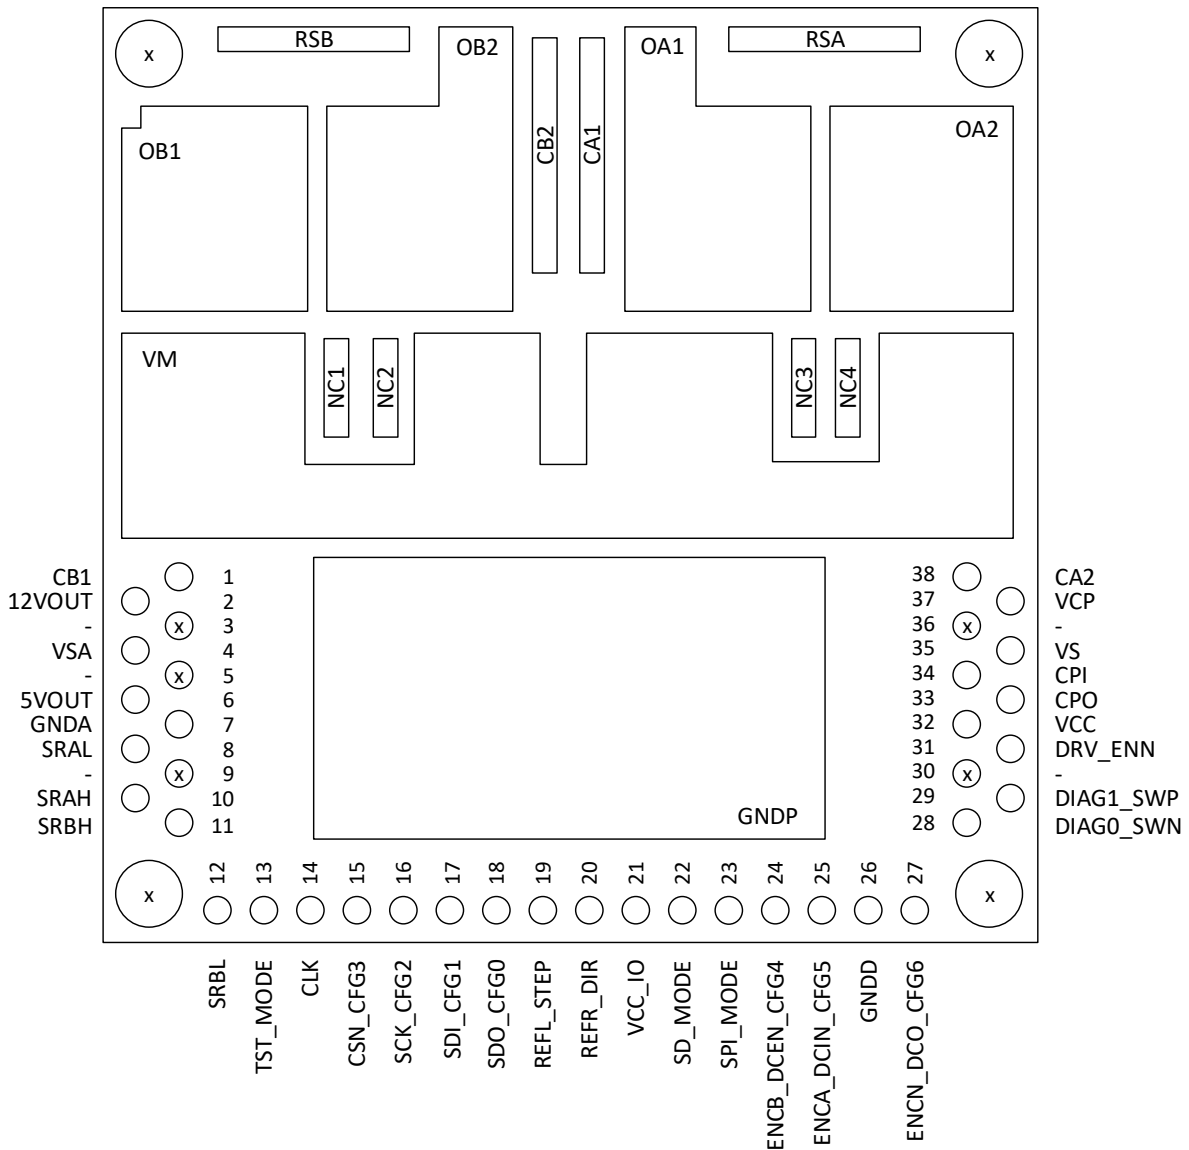 x
RSB
OB2
OA1
RSA
x
OB1
CB2
CA1
OA2
VM
NC1
NC2
NC3
NC4
CB1 1 38 CA2
12VOUT 2 37 VCP
- x 3 36 x -
VSA 4 35 VS
- x 5 34 CPI
5VOUT 6 33 CPO
GNDA 7 32 VCC
SRAL 8 31 DRV_ENN
- x 9 30 x -
SRAH 10 29 DIAG1_SWP
SRBH 11 28 DIAG0_SWN
GNDP
x
12 13 14 15 16 17 18 19 20 21 22 23 24 25 26 27
x
SRBL
TST_MODE
CLK
CSN_CFG3
SCK_CFG2
SDI_CFG1
SDO_CFG0
REFL_STEP
REFR_DIR
VCC_IO
SD_MODE
SPI_MODE
ENCB_DCEN_CFG4
ENCA_DCIN_CFG5
GNDD
ENCN_DCO_CFG6